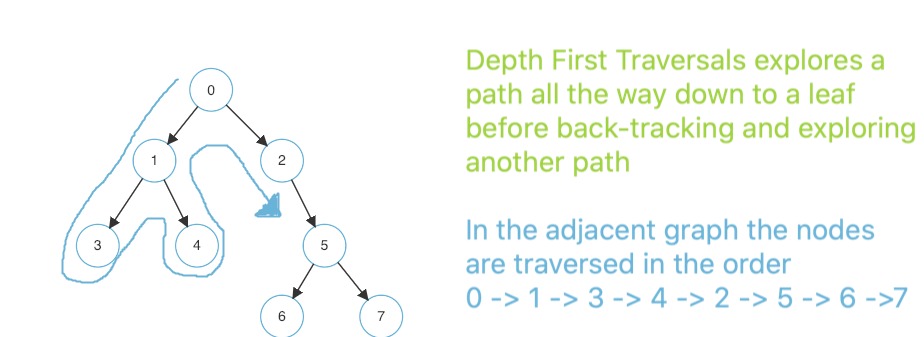 0
1
2
3
4
5
6
7
Depth First Traversals explores a
path all the way down to a leaf
before back-tracking and exploring
another path
In the adjacent graph the nodes
are traversed in the order
0 -> 1 -> 3 -> 4 -> 2 -> 5 -> 6 ->7